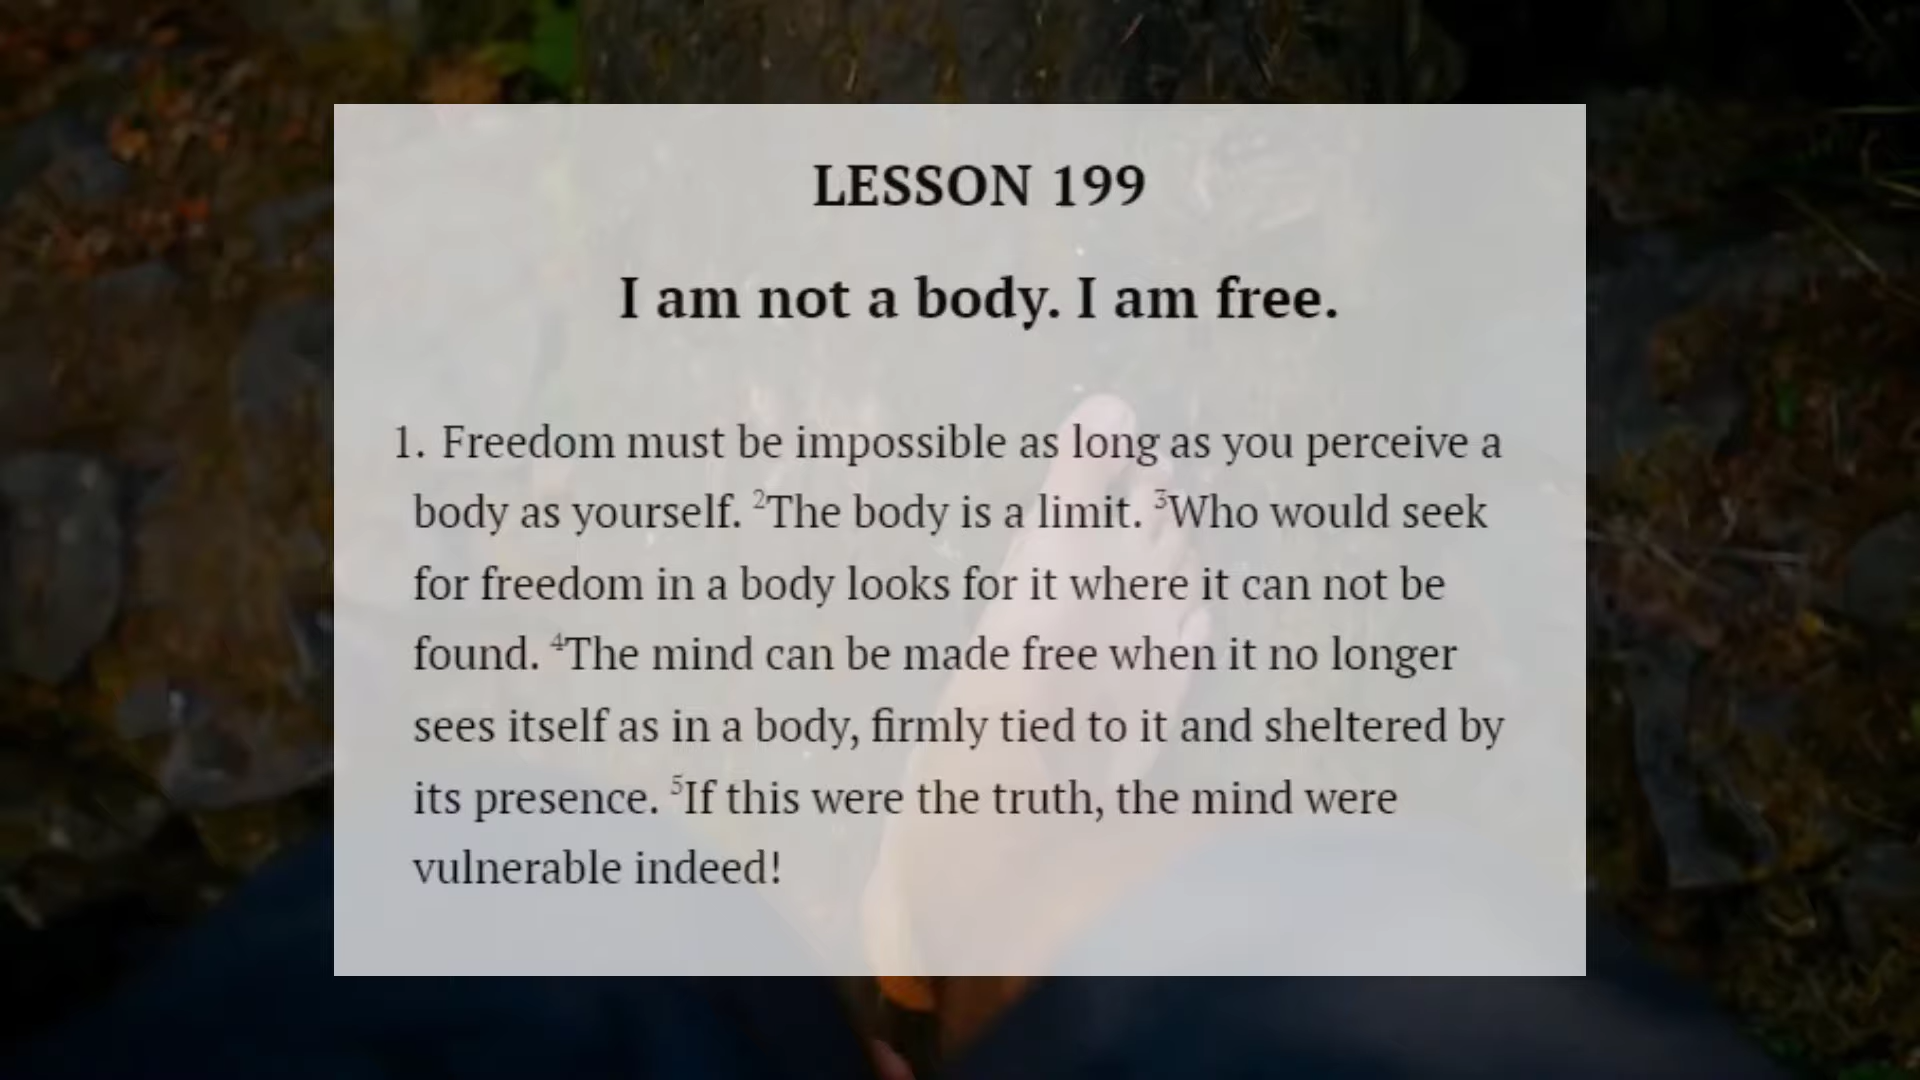 LESSON 199
I am not a body. I am free.
1. Freedom must be impossible as long as you perceive a
body as yourself. ²The body is a limit. ³Who would seek
for freedom in a body looks for it where it can not be
found. ⁴The mind can be made free when it no longer
sees itself as in a body, firmly tied to it and sheltered by
its presence. ⁵If this were the truth, the mind were
vulnerable indeed!